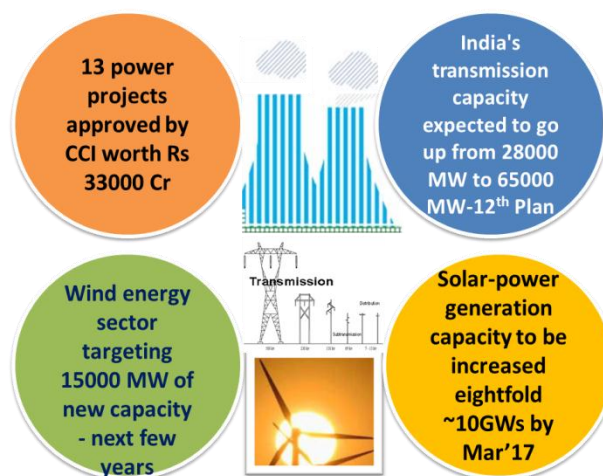 13 power
projects
approved by
CCI worth Rs
33000 Cr
India's
transmission
capacity
expected to go
up from 28000
MW to 65000
MW-12th Plan
Transmission
Distribution
Subtransmission
Wind energy
sector
targeting
15000 MW of
new capacity
- next few
years
Solar-power
generation
capacity to be
increased
eightfold
~10GWs by
Mar'17